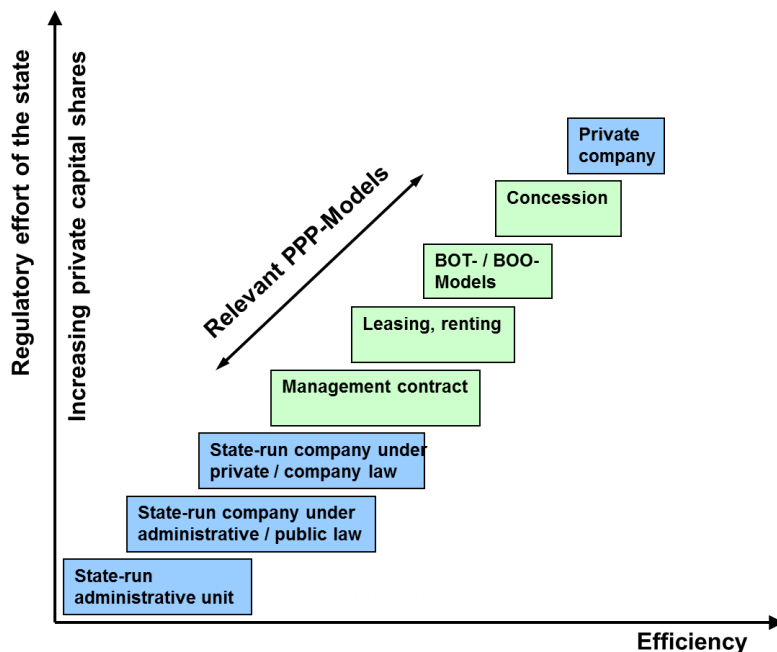 Regulatory effort of the state
Increasing private capital shares
Relevant PPP-Models
Private
company
Concession
BOT- / BOO-
Models
Leasing, renting
Management contract
State-run company under
private / company law
State-run company under
administrative / public law
State-run
administrative unit
Efficiency